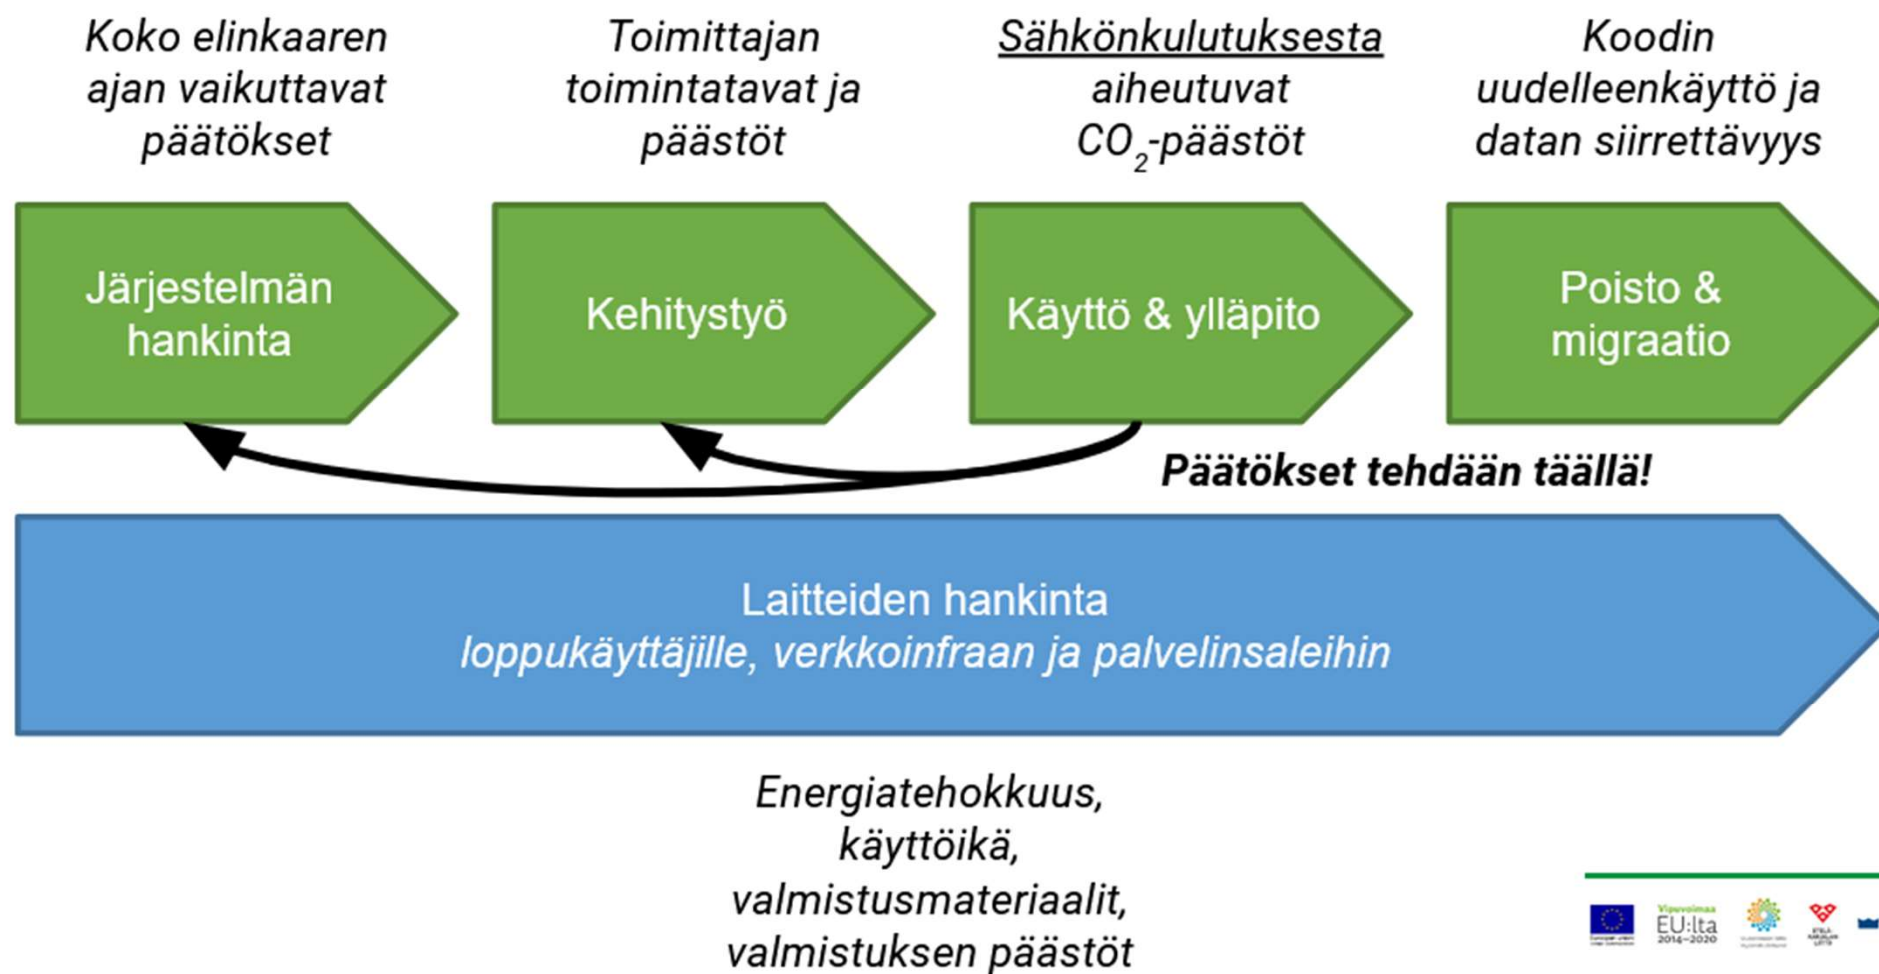 Koko elinkaaren
ajan vaikuttavat
päätökset
Toimittajan
toimintatavat ja
päästöt
Sähkönkulutuksesta
aiheutuvat
CO₂-päästöt
Koodin
uudelleenkäyttö ja
datan siirrettävyys
Järjestelmän
hankinta
Kehitystyö
Käyttö & ylläpito
Poisto &
migraatio
Päätökset tehdään täällä!
Laitteiden hankinta
loppukäyttäjille, verkkoinfraan ja palvelinsaleihin
Energiatehokkuus,
käyttöikä,
valmistusmateriaalit,
valmistuksen päästöt
Vipuvoimaa
EU:lta
2014–2020